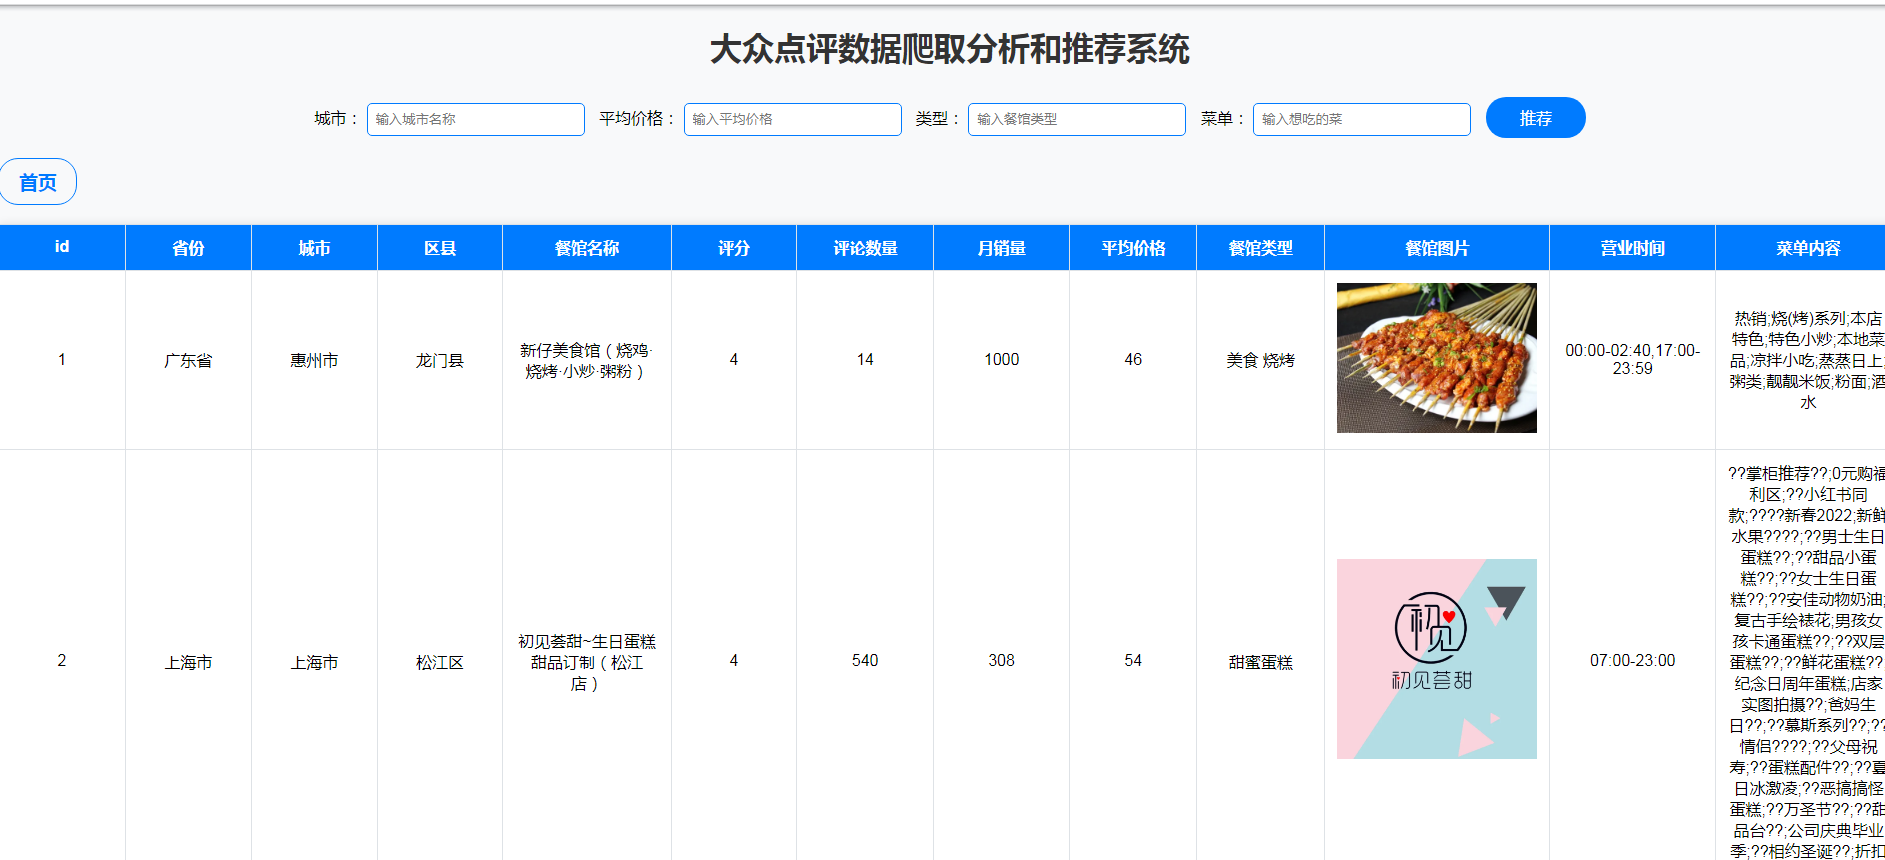 大众点评数据爬取分析和推荐系统
城市： 输入城市名称 平均价格： 输入平均价格 类型： 输入餐馆类型 菜单： 输入想吃的菜 推荐
首页
id 省份 城市 区县 餐馆名称 评分 评论数量 月销量 平均价格 餐馆类型 餐馆图片 营业时间 菜单内容
1 广东省 惠州市 龙门县
新仔美食馆（烧鸡·
烧烤·小炒·粥粉）
4 14 1000 46 美食 烧烤
00:00-02:40,17:00-
23:59
热销;烧(烤)系列;本店
特色;特色小炒;本地菜
品;凉拌小吃;蒸蒸日上;
粥类;靓靓米饭;粉面;酒
水
2 上海市 上海市 松江区
初见荟甜~生日蛋糕
甜品订制（松江
店）
4 540 308 54 甜蜜蛋糕
初见
初见荟甜
07:00-23:00
??掌柜推荐??;0元购福
利区;??小红书同
款;????新春2022;新鲜
水果????;??男士生日
蛋糕??;??甜品小蛋
糕??;??女士生日蛋
糕??;??安佳动物奶油;
复古手绘裱花;男孩女
孩卡通蛋糕??;??双层
蛋糕??;??鲜花蛋糕??
纪念日周年蛋糕;店家
实图拍摄??;爸妈生
日??;??慕斯系列??;??
情侣????;??父母祝
寿;??蛋糕配件??;??夏
日冰激凌;??恶搞搞怪
蛋糕;??万圣节??;??甜
品台??;公司庆典毕业
季;??相约圣诞??;折扣